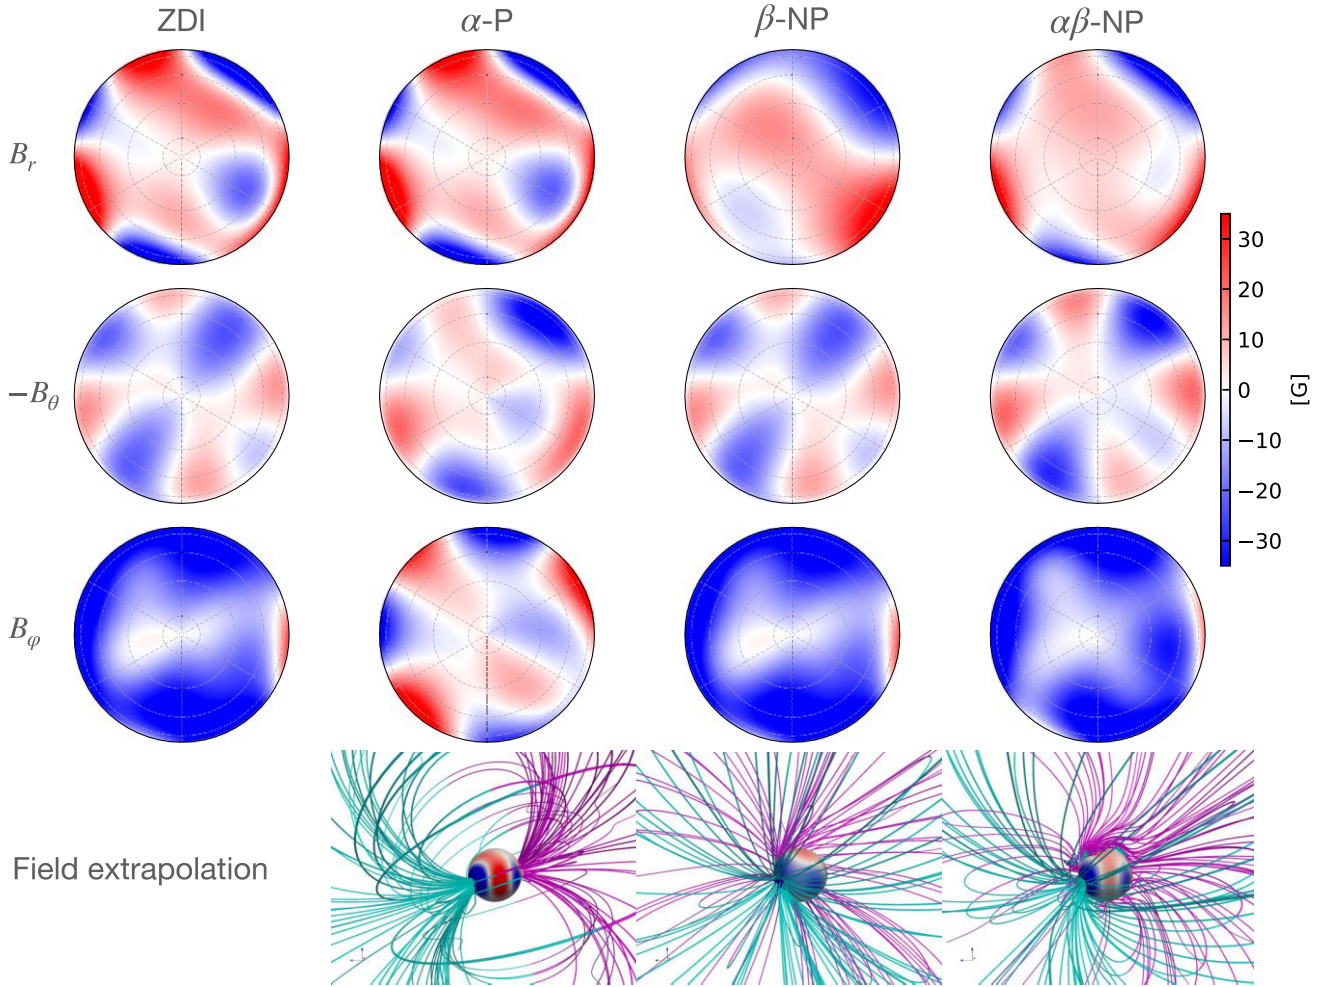 ZDI α-P β-NP αβ-NP
B_r
−B_θ
B_φ
30
20
10
0
−10
−20
−30
[G]
Field extrapolation